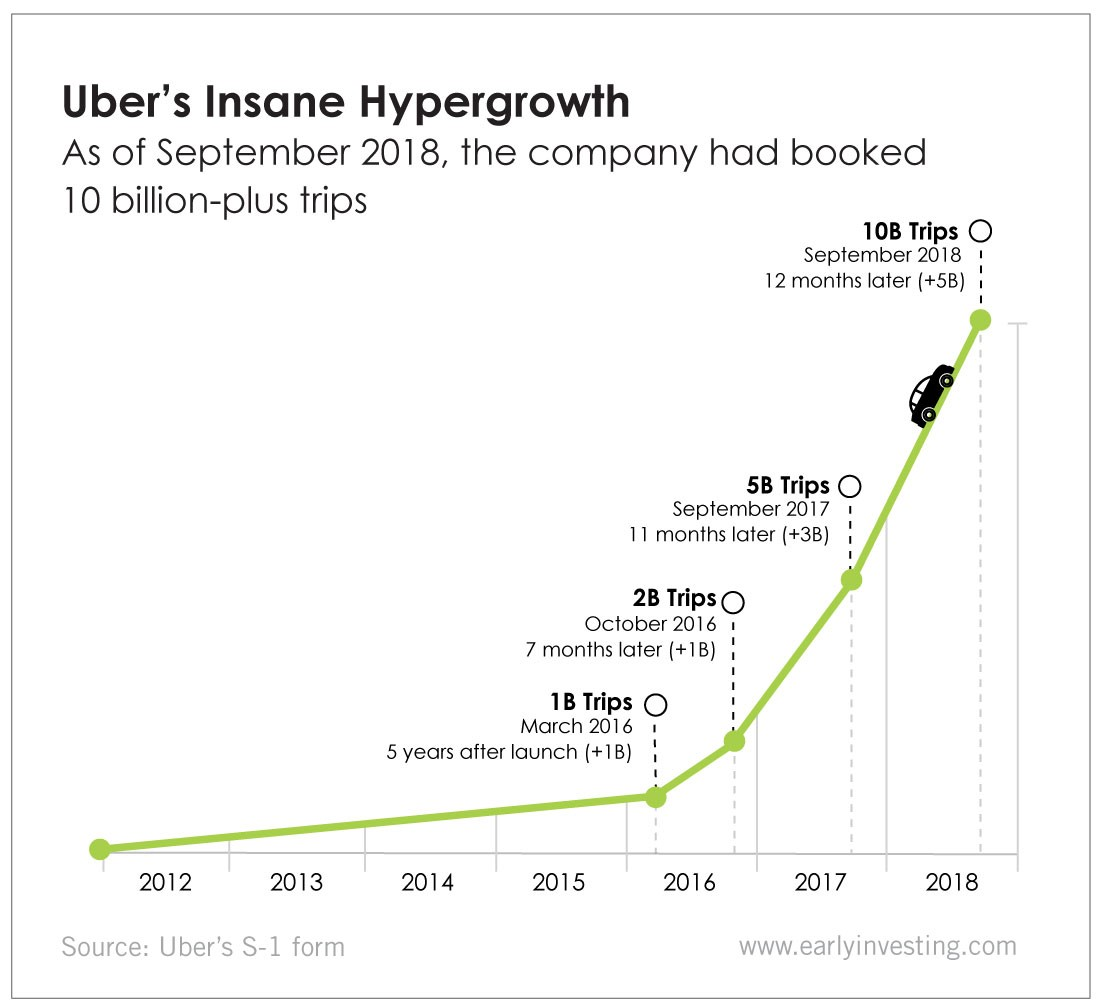 Uber’s Insane Hypergrowth
As of September 2018, the company had booked
10 billion-plus trips
10B Trips
September 2018
12 months later (+5B)
5B Trips
September 2017
11 months later (+3B)
2B Trips
October 2016
7 months later (+1B)
1B Trips
March 2016
5 years after launch (+1B)
2012 2013 2014 2015 2016 2017 2018
Source: Uber’s S-1 form
www.earlyinvesting.com